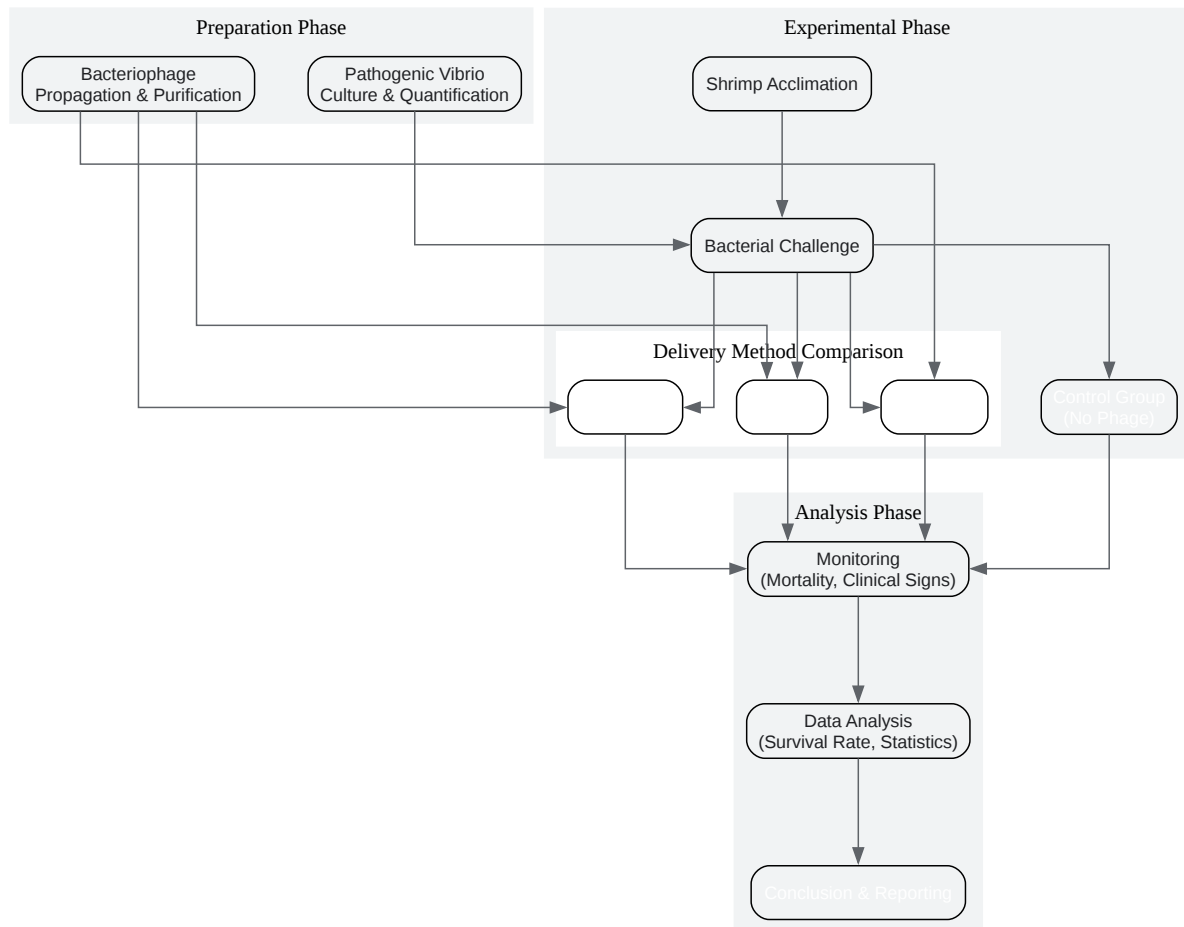 Preparation Phase
Experimental Phase
Bacteriophage
Propagation & Purification
Pathogenic Vibrio
Culture & Quantification
Shrimp Acclimation
Bacterial Challenge
Delivery Method Comparison
Control Group
(No Phage)
Analysis Phase
Monitoring
(Mortality, Clinical Signs)
Data Analysis
(Survival Rate, Statistics)
Conclusion & Reporting